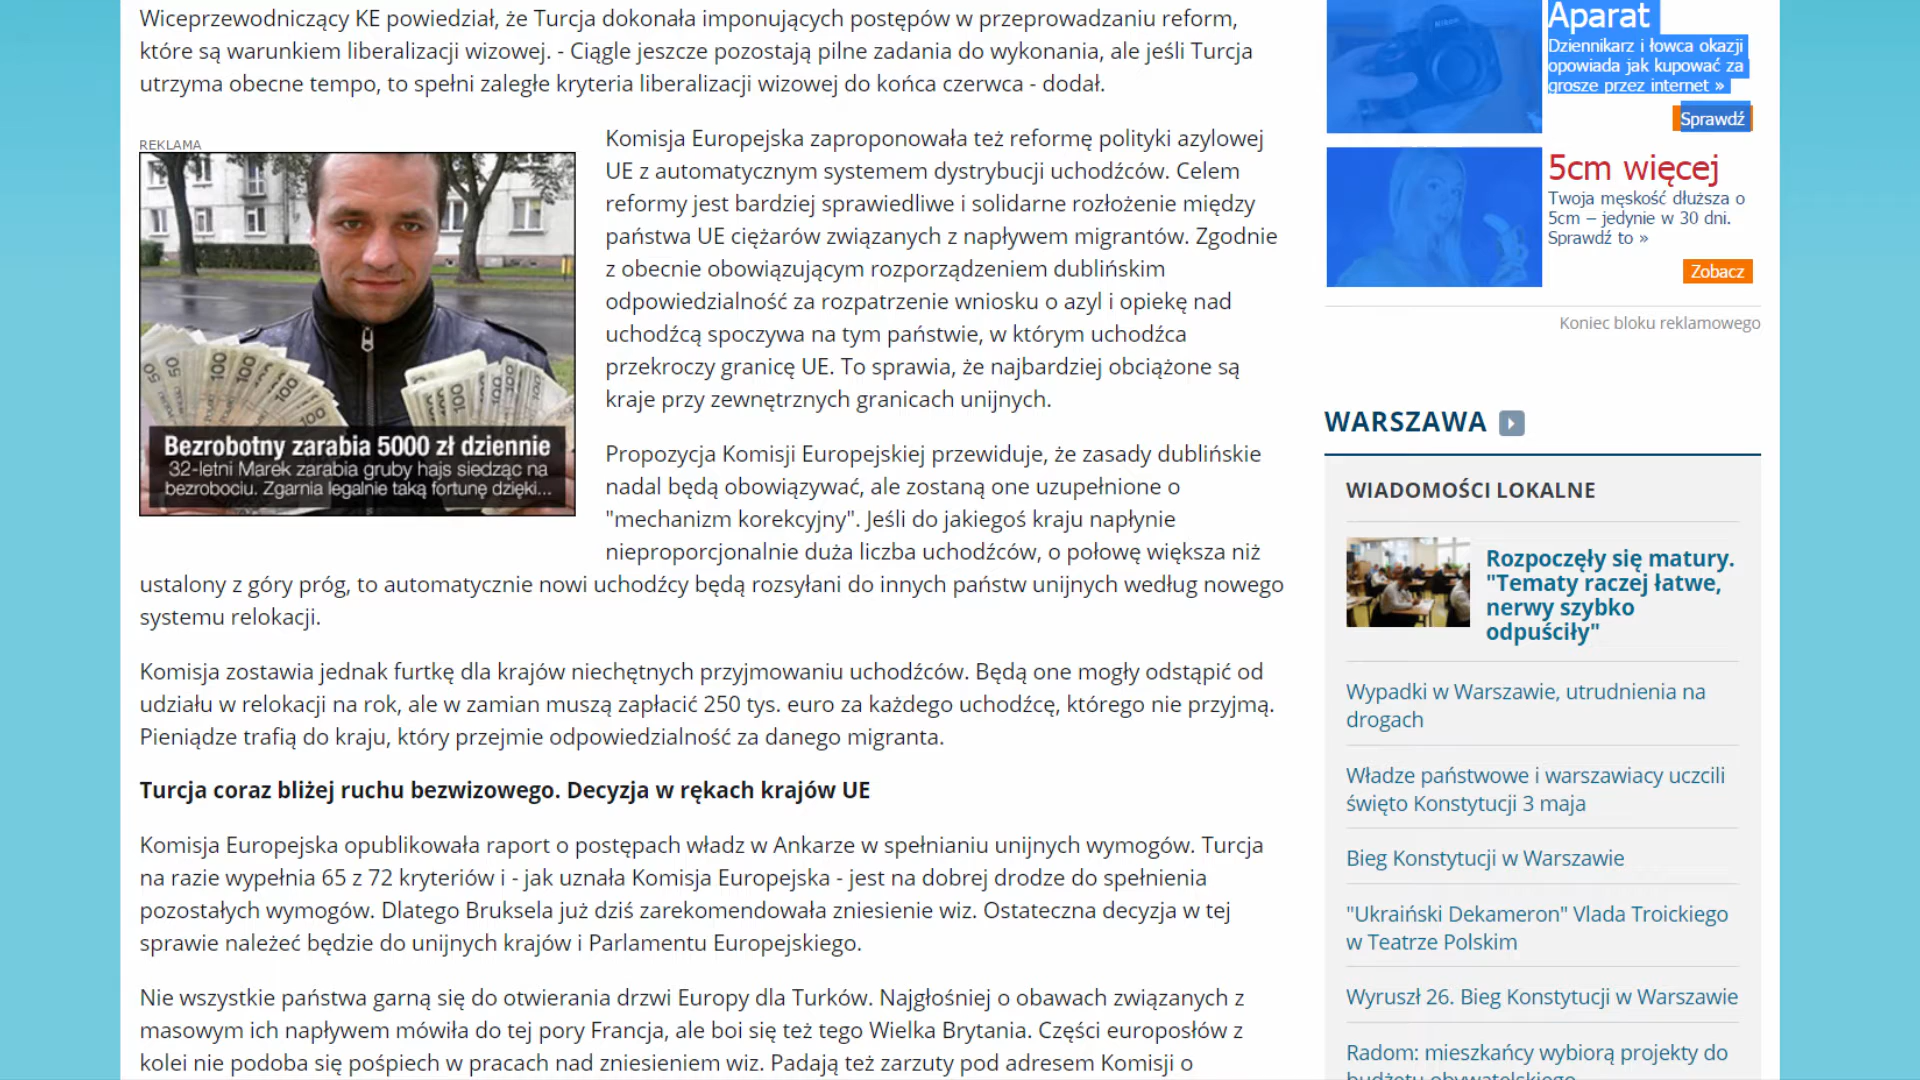 Wiceprzewodniczący KE powiedział, że Turcja dokonała imponujących postępów w przeprowadzaniu reform,
które są warunkiem liberalizacji wizowej. - Ciągle jeszcze pozostają pilne zadania do wykonania, ale jeśli Turcja
utrzyma obecne tempo, to spełni zaległe kryteria liberalizacji wizowej do końca czerwca - dodał.
REKLAMA
Bezrobotny zarabia 5000 zł dziennie
32-letni Marek zarabia gruby hajs siedząc na
bezrobociu. Zgarnia legalnie taką fortunę dzięki...
Komisja Europejska zaproponowała też reformę polityki azylowej
UE z automatycznym systemem dystrybucji uchodźców. Celem
reformy jest bardziej sprawiedliwe i solidarne rozłożenie między
państwa UE ciężarów związanych z napływem migrantów. Zgodnie
z obecnie obowiązującym rozporządzeniem dublińskim
odpowiedzialność za rozpatrzenie wniosku o azyl i opiekę nad
uchodźcą spoczywa na tym państwie, w którym uchodźca
przekroczy granicę UE. To sprawia, że najbardziej obciążone są
kraje przy zewnętrznych granicach unijnych.
Propozycja Komisji Europejskiej przewiduje, że zasady dublińskie
nadal będą obowiązywać, ale zostaną one uzupełnione o
"mechanizm korekcyjny". Jeśli do jakiegoś kraju napłynie
nieproporcjonalnie duża liczba uchodźców, o połowę większa niż
ustalony z góry próg, to automatycznie nowi uchodźcy będą rozsyłani do innych państw unijnych według nowego
systemu relokacji.
Komisja zostawia jednak furtkę dla krajów niechętnych przyjmowaniu uchodźców. Będą one mogły odstąpić od
udziału w relokacji na rok, ale w zamian muszą zapłacić 250 tys. euro za każdego uchodźcę, którego nie przyjmą.
Pieniądze trafią do kraju, który przejmie odpowiedzialność za danego migranta.
Turcja coraz bliżej ruchu bezwizowego. Decyzja w rękach krajów UE
Komisja Europejska opublikowała raport o postępach władz w Ankarze w spełnianiu unijnych wymogów. Turcja
na razie wypełnia 65 z 72 kryteriów i - jak uznała Komisja Europejska - jest na dobrej drodze do spełnienia
pozostałych wymogów. Dlatego Bruksela już dziś zarekomendowała zniesienie wiz. Ostateczna decyzja w tej
sprawie należeć będzie do unijnych krajów i Parlamentu Europejskiego.
Nie wszystkie państwa garną się do otwierania drzwi Europy dla Turków. Najgłośniej o obawach związanych z
masowym ich napływem mówiła do tej pory Francja, ale boi się też tego Wielka Brytania. Części europosłów z
kolei nie podoba się pośpiech w pracach nad zniesieniem wiz. Padają też zarzuty pod adresem Komisji o
Aparat
Dziennikarz i łowca okazji
opowiada jak kupować za
grosze przez internet »
Sprawdź
5cm więcej
Twoja męskość dłuższa o
5cm – jedynie w 30 dni.
Sprawdź to »
Zobacz
Koniec bloku reklamowego
WARSZAWA
WIADOMOŚCI LOKALNE
Rozpoczęły się matury.
"Tematy raczej łatwe,
nerwy szybko
odpuściły"
Wypadki w Warszawie, utrudnienia na
drogach
Władze państwowe i warszawiacy uczcili
święto Konstytucji 3 maja
Bieg Konstytucji w Warszawie
"Ukraiński Dekameron" Vlada Troickiego
w Teatrze Polskim
Wyruszł 26. Bieg Konstytucji w Warszawie
Radom: mieszkańcy wybiorą projekty do
budżetu obywatelskiego